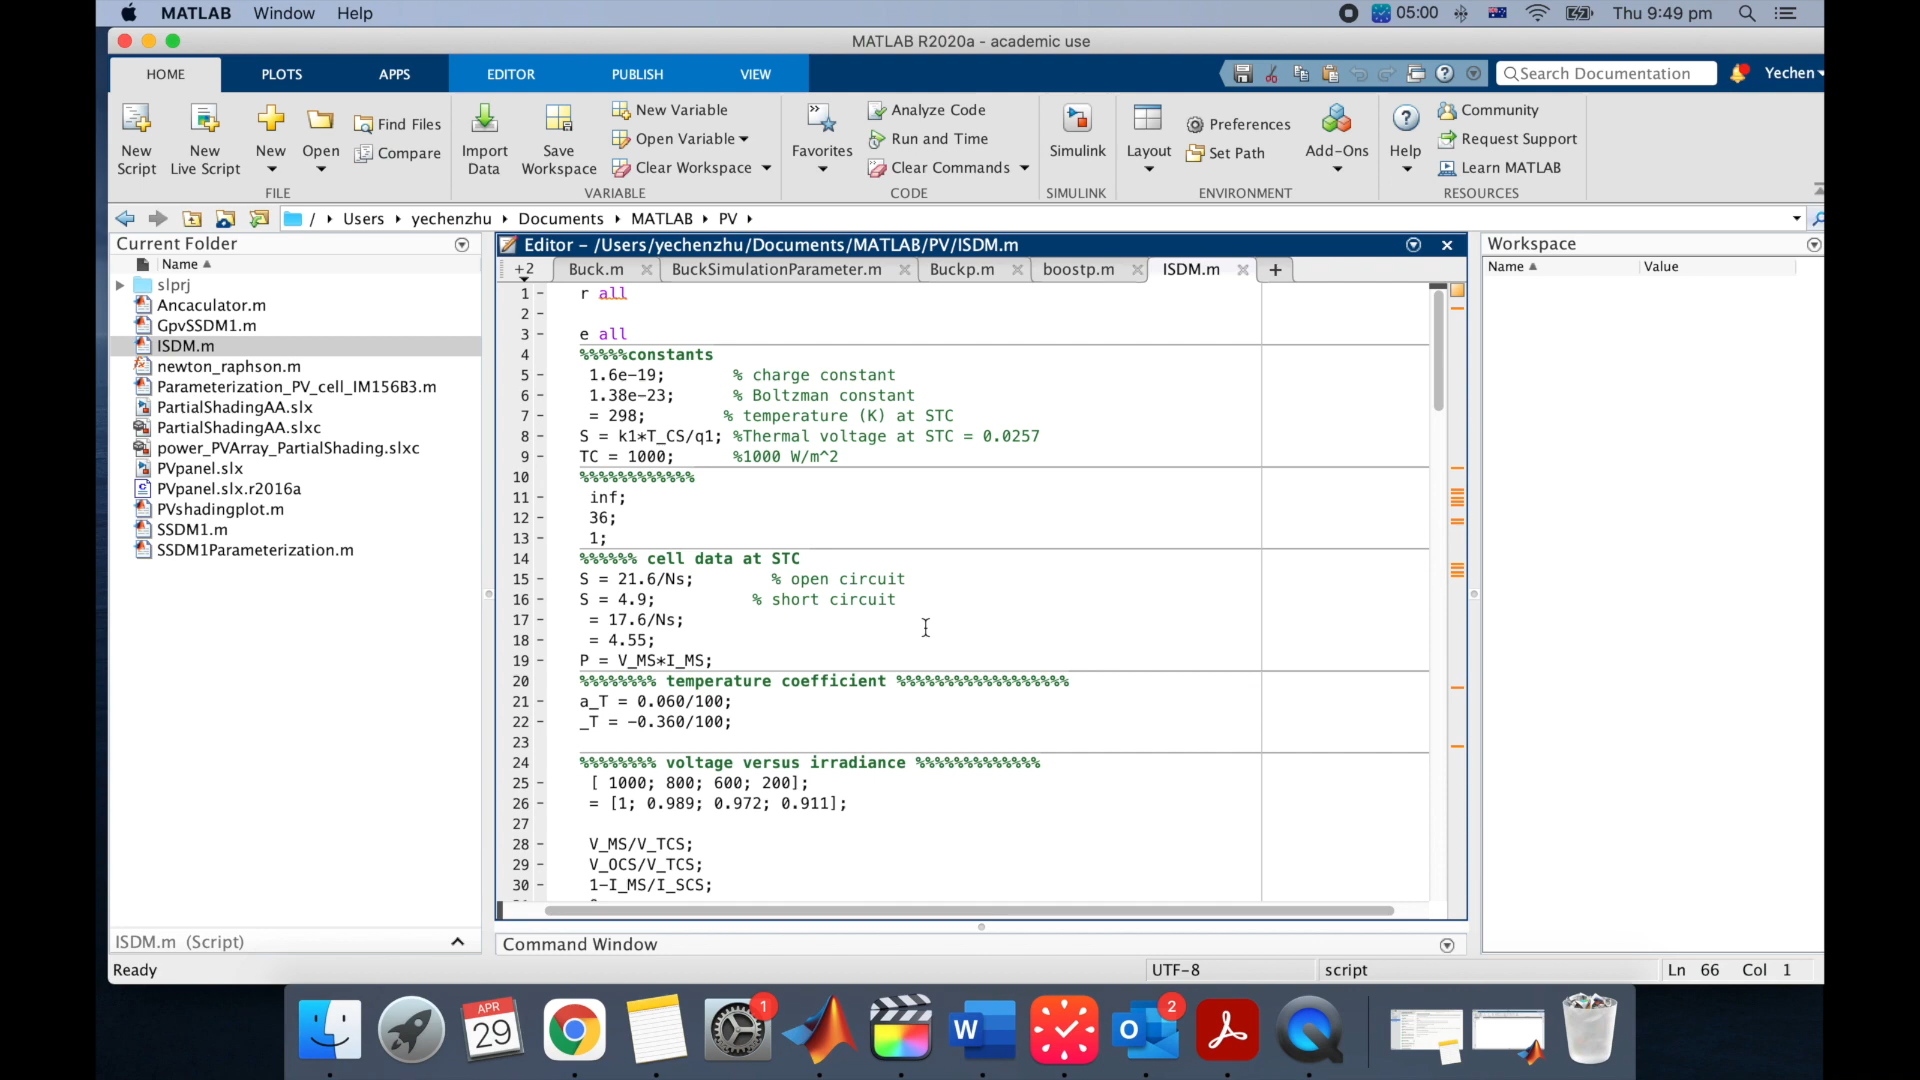 MATLAB Window Help
05:00 Thu 9:49 pm
MATLAB R2020a - academic use
HOME PLOTS APPS EDITOR PUBLISH VIEW
Search Documentation Yechen
New Script
New Live Script
New
Open
Find Files
Compare
FILE
Import Data
Save Workspace
New Variable
Open Variable
Clear Workspace
VARIABLE
Favorites
Analyze Code
Run and Time
Clear Commands
CODE
Simulink
SIMULINK
Layout
Preferences
Set Path
Add-Ons
ENVIRONMENT
Help
Community
Request Support
Learn MATLAB
RESOURCES
/ Users yechenzhu Documents MATLAB PV
Current Folder
Name
slprj
Ancaculator.m
GpvSSDM1.m
ISDM.m
newton_raphson.m
Parameterization_PV_cell_IM156B3.m
PartialShadingAA.slx
PartialShadingAA.slxc
power_PVArray_PartialShading.slxc
PVpanel.slx
PVpanel.slx.r2016a
PVshadingplot.m
SSDM1.m
SSDM1Parameterization.m
ISDM.m (Script)
Editor - /Users/yechenzhu/Documents/MATLAB/PV/ISDM.m
+2 Buck.m BuckSimulationParameter.m Buckp.m boostp.m ISDM.m +
1 - r all
2 -
3 - e all
4 %%%%%constants
5 - 1.6e-19; % charge constant
6 - 1.38e-23; % Boltzman constant
7 - = 298; % temperature (K) at STC
8 - S = k1*T_CS/q1; %Thermal voltage at STC = 0.0257
9 - TC = 1000; %1000 W/m^2
10 %%%%%%%%%%%%
11 - inf;
12 - 36;
13 - 1;
14 %%%%%% cell data at STC
15 - S = 21.6/Ns; % open circuit
16 - S = 4.9; % short circuit
17 - = 17.6/Ns;
18 - = 4.55;
19 - P = V_MS*I_MS;
20 %%%%%%%% temperature coefficient %%%%%%%%%%%%%%%%%%
21 - a_T = 0.060/100;
22 - _T = -0.360/100;
23
24 %%%%%%%% voltage versus irradiance %%%%%%%%%%%%%
25 - [ 1000; 800; 600; 200];
26 - = [1; 0.989; 0.972; 0.911];
27
28 - V_MS/V_TCS;
29 - V_OCS/V_TCS;
30 - 1-I_MS/I_SCS;
Command Window
Workspace
Name Value
Ready
UTF-8 script Ln 66 Col 1
APR
29
1
W
O
2